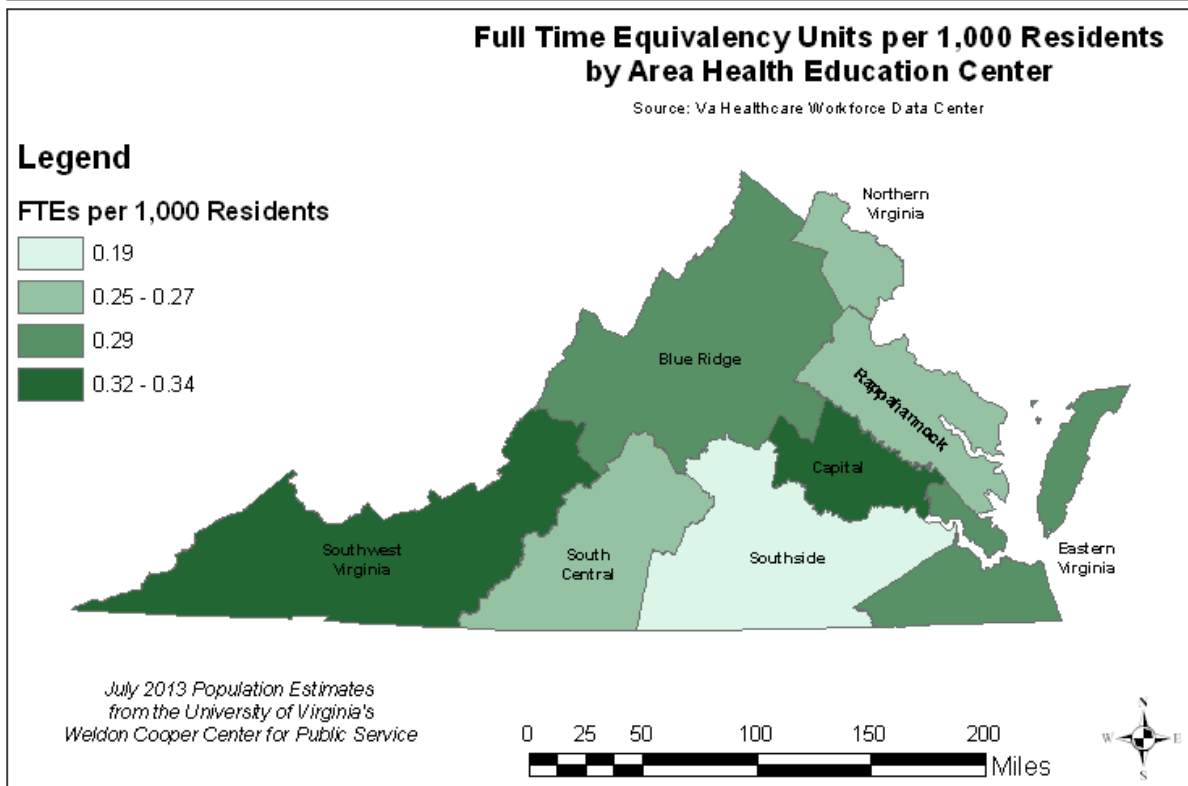 Full Time Equivalency Units per 1,000 Residents
by Area Health Education Center
Source: Va Healthcare Workforce Data Center
Legend
FTEs per 1,000 Residents
0.19
0.25 - 0.27
0.29
0.32 - 0.34
Northern
Virginia
Blue Ridge
Rappahannock
Capital
Southwest
Virginia
South
Central
Southside
Eastern
Virginia
July 2013 Population Estimates
from the University of Virginia's
Weldon Cooper Center for Public Service
0 25 50 100 150 200
Miles
N
W E
S